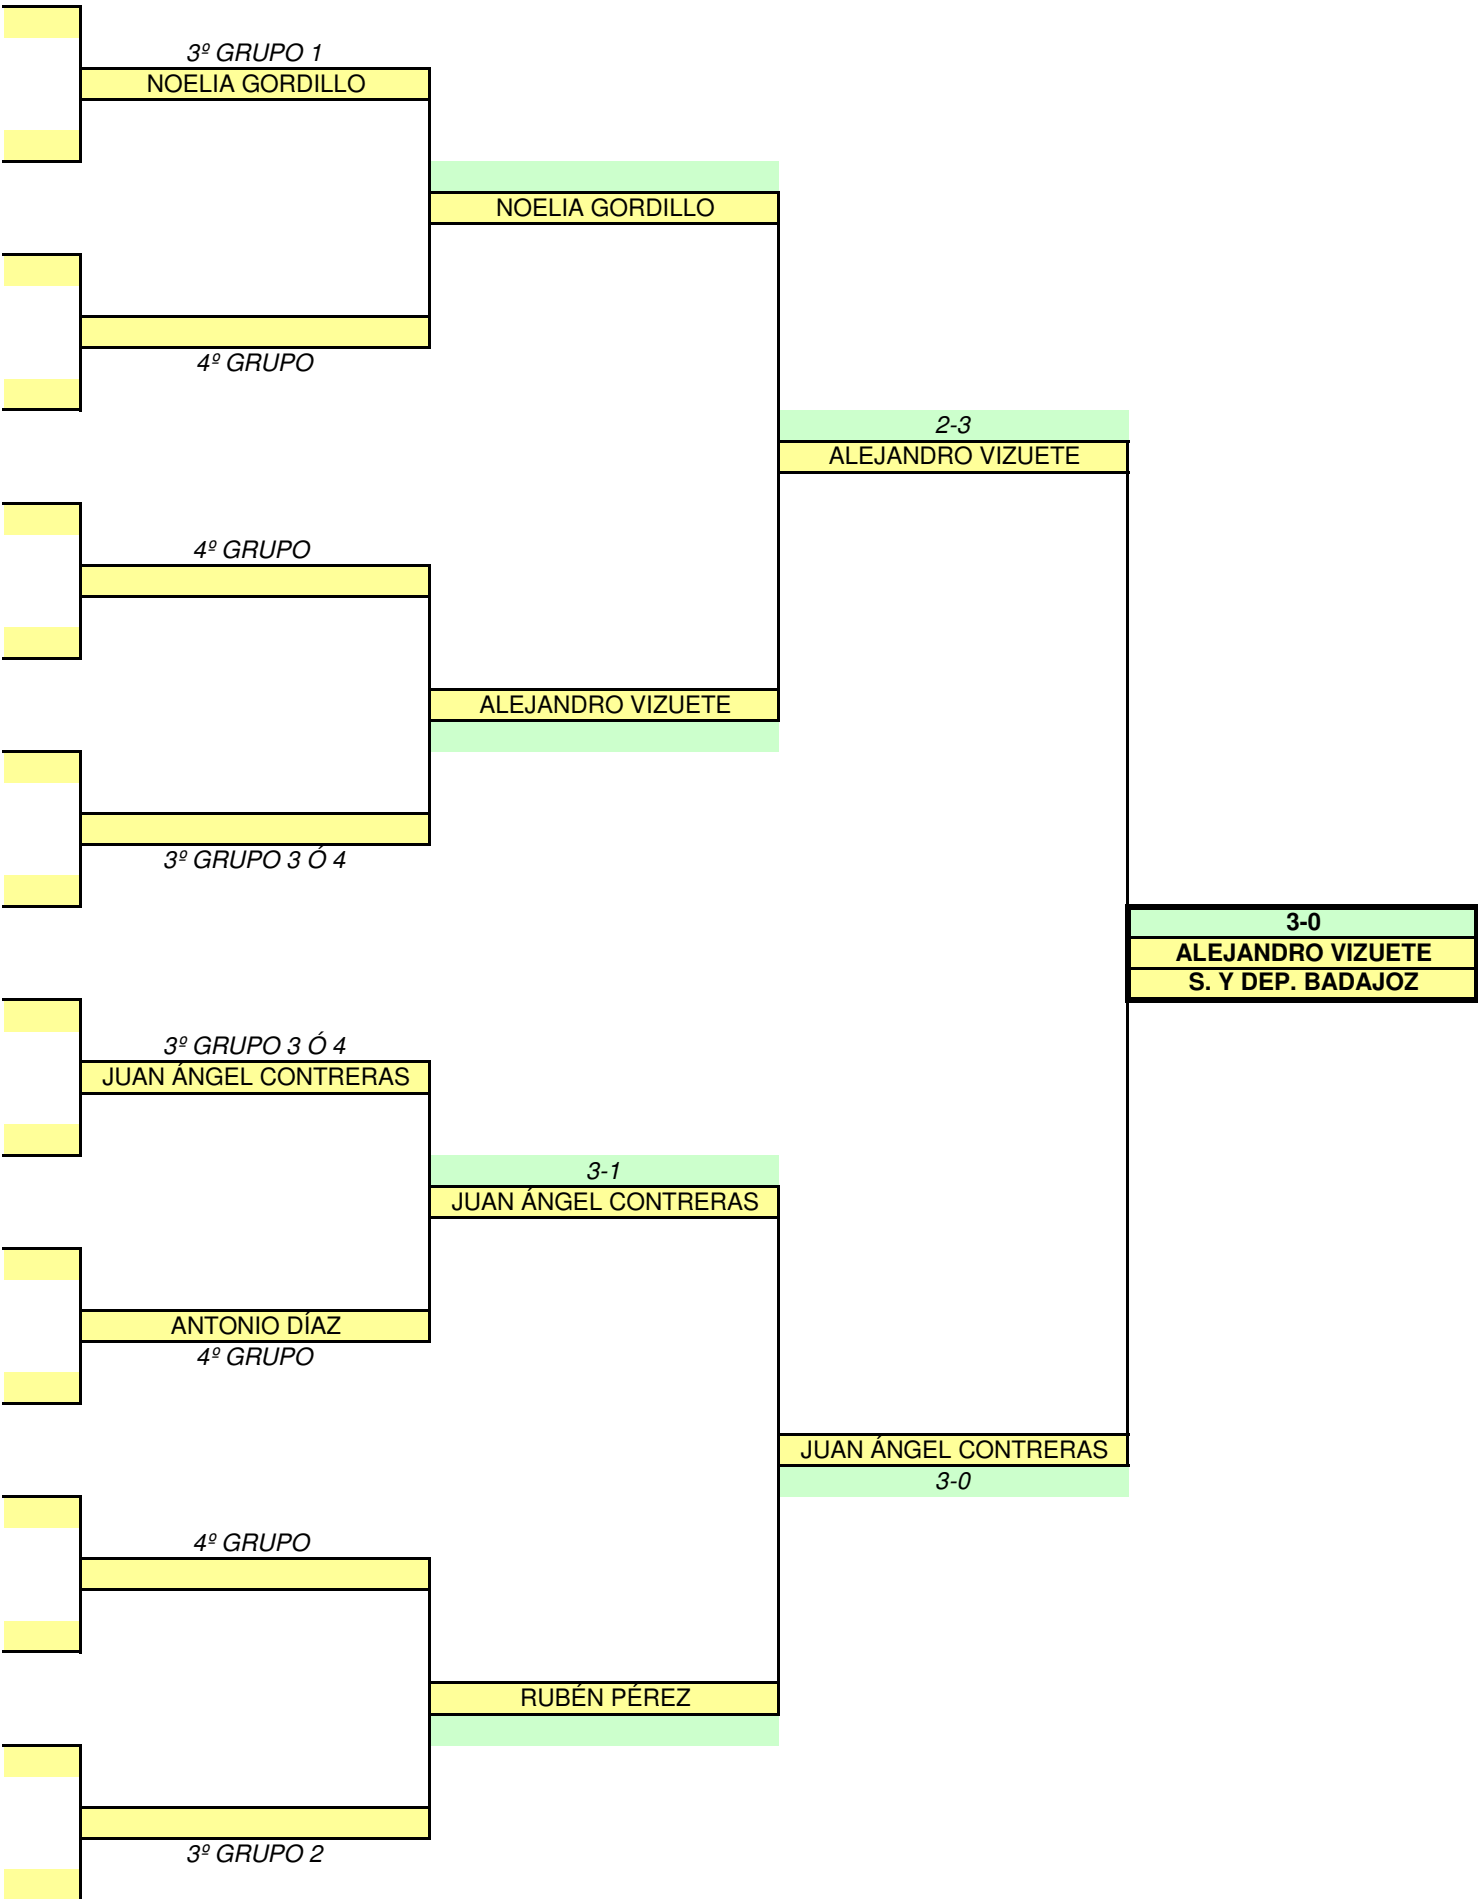 3º GRUPO 1
NOELIA GORDILLO
NOELIA GORDILLO
4º GRUPO
2-3
ALEJANDRO VIZUETE
4º GRUPO
ALEJANDRO VIZUETE
3º GRUPO 3 Ó 4
3-0
ALEJANDRO VIZUETE
S. Y DEP. BADAJOZ
3º GRUPO 3 Ó 4
JUAN ÁNGEL CONTRERAS
3-1
JUAN ÁNGEL CONTRERAS
ANTONIO DÍAZ
4º GRUPO
JUAN ÁNGEL CONTRERAS
3-0
4º GRUPO
RUBÉN PÉREZ
3º GRUPO 2